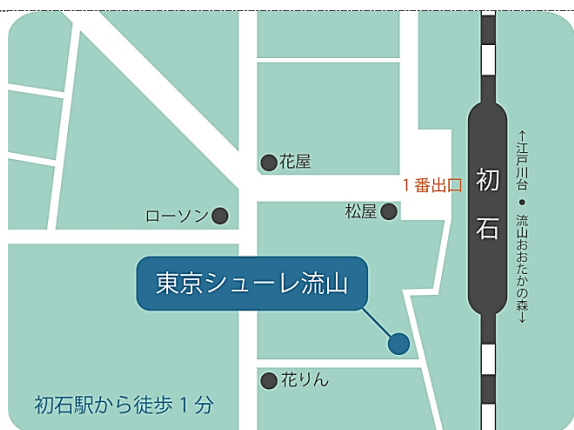 花屋
1番出口
ローソン
松屋
初石
↑江戸川台 ● 流山おおたかの森↓
東京シューレ流山
花りん
初石駅から徒歩1分